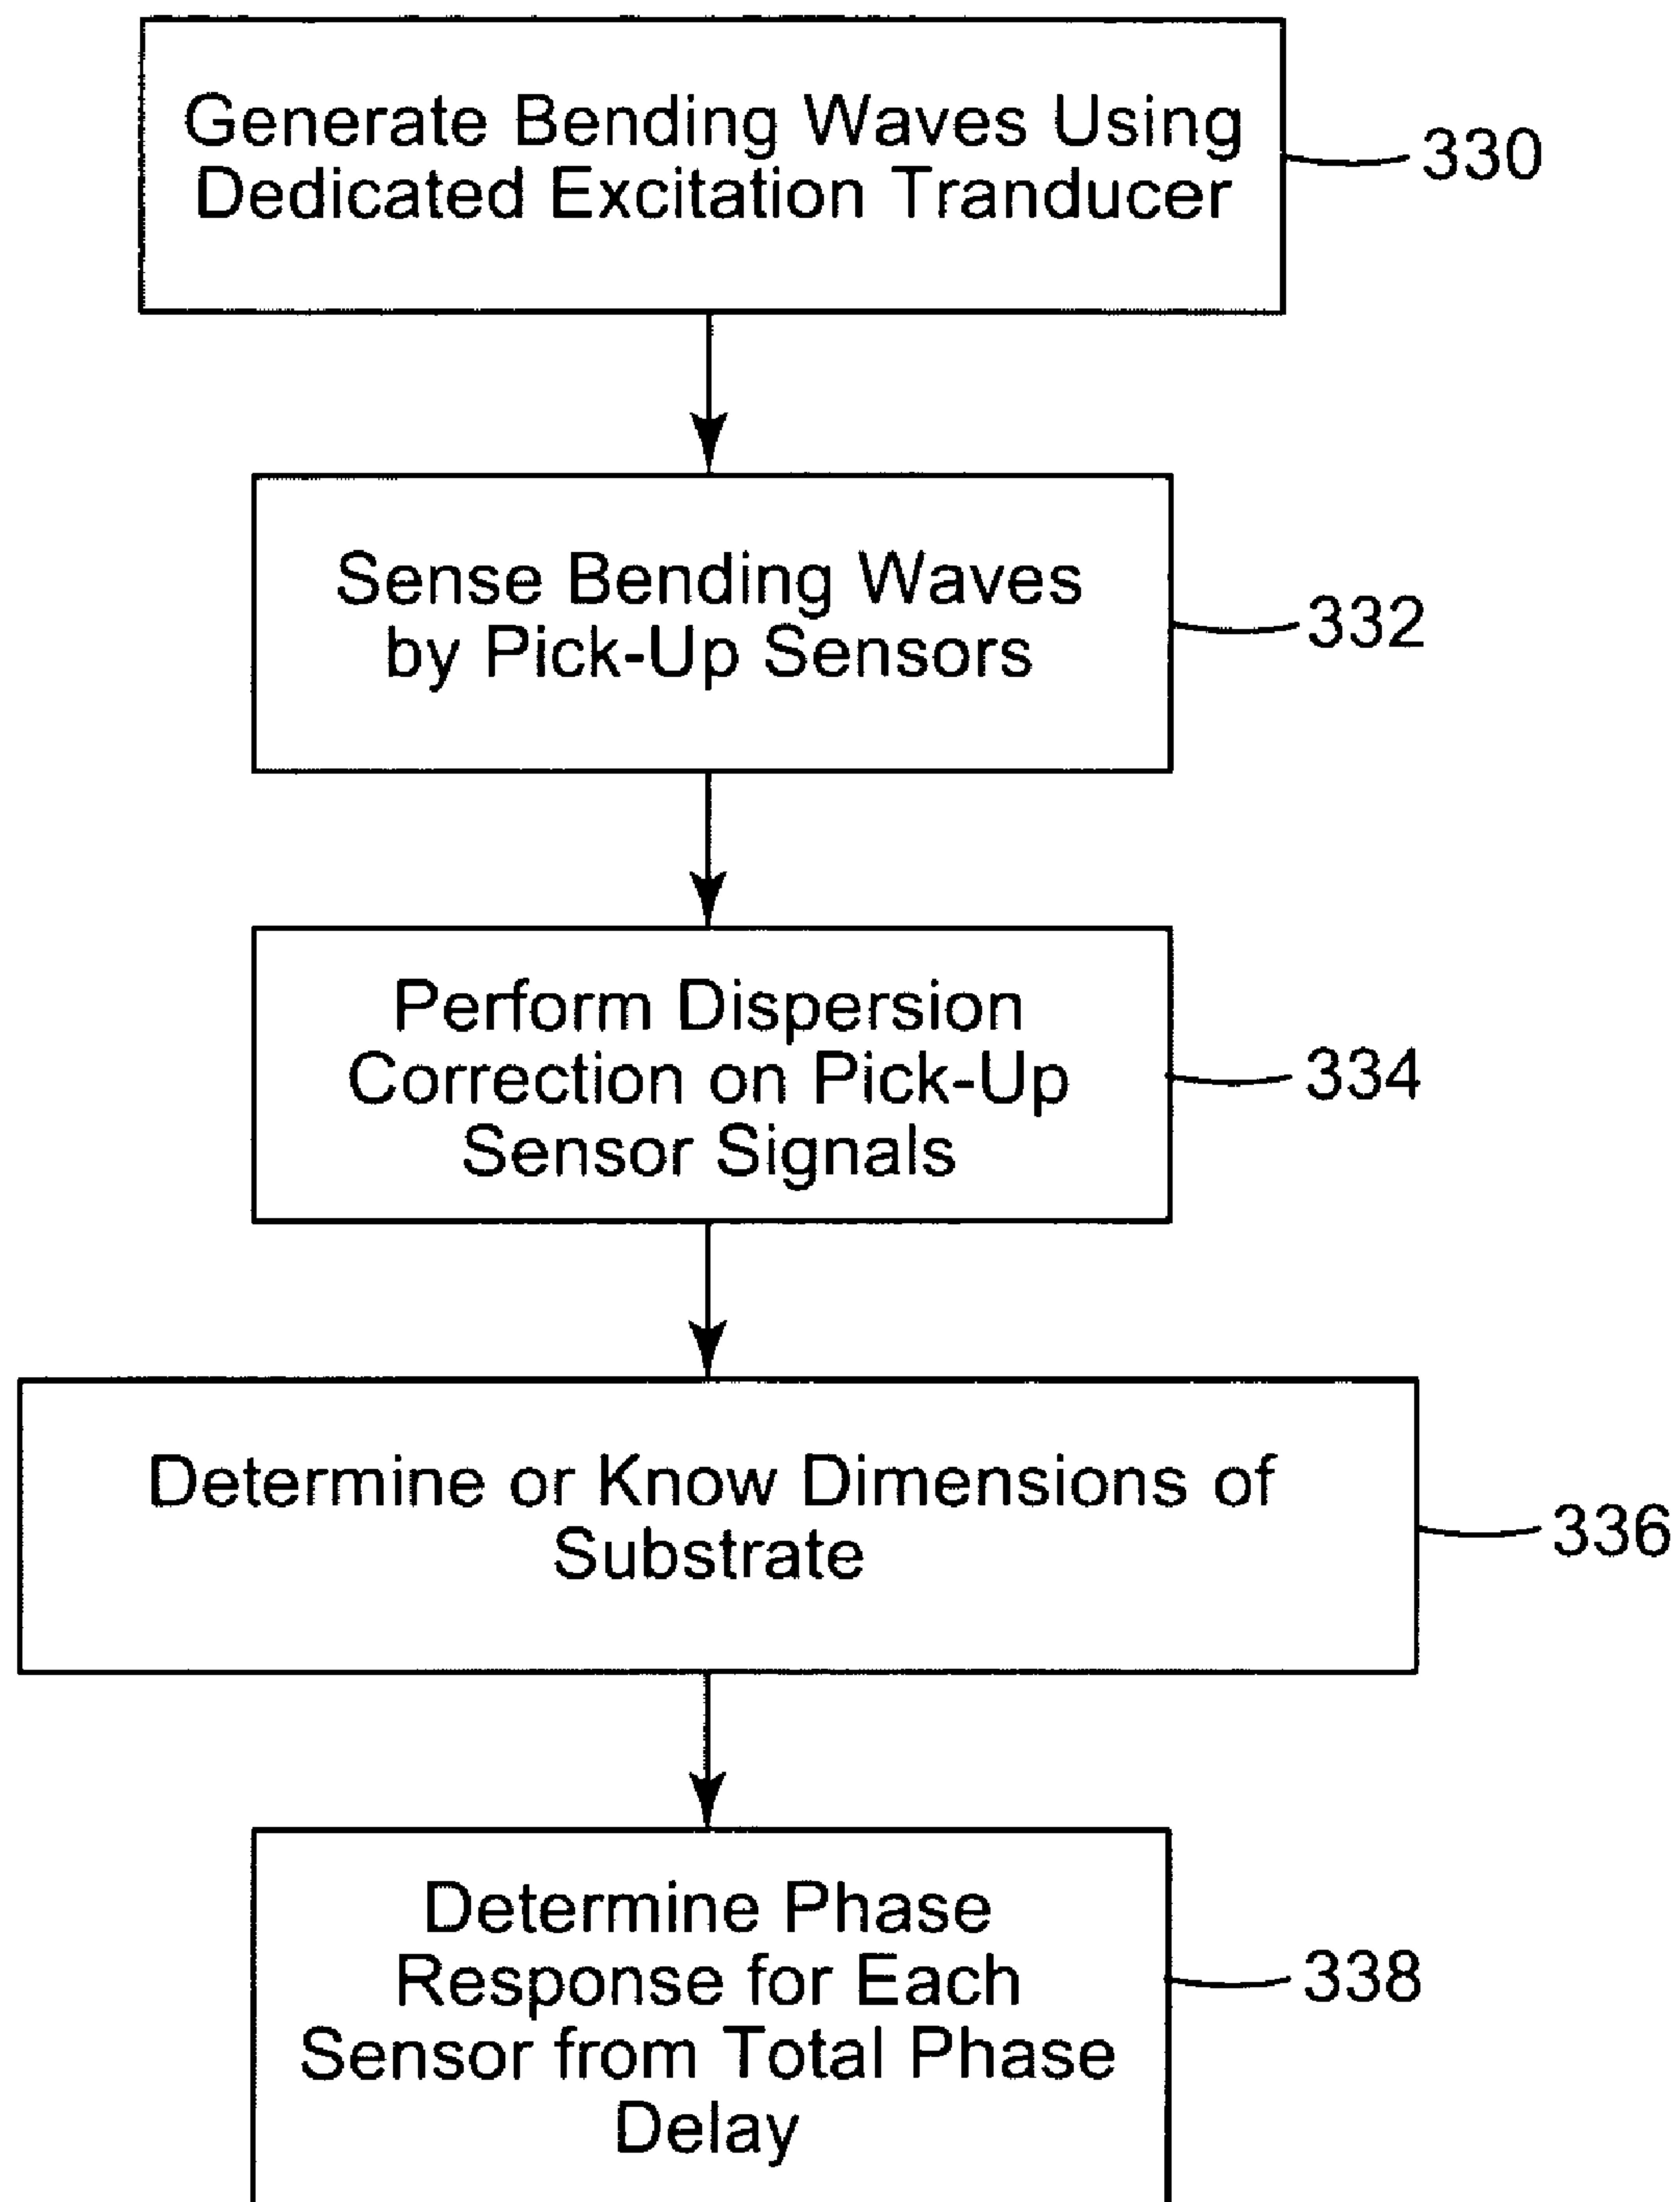 Generate Bending Waves Using
Dedicated Excitation Tranducer
330
Sense Bending Waves
by Pick-Up Sensors
332
Perform Dispersion
Correction on Pick-Up
Sensor Signals
334
Determine or Know Dimensions of
Substrate
336
Determine Phase
Response for Each
Sensor from Total Phase
Delay
338